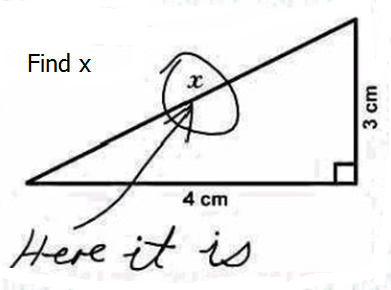 Find x
x
3 cm
4 cm
Here it is